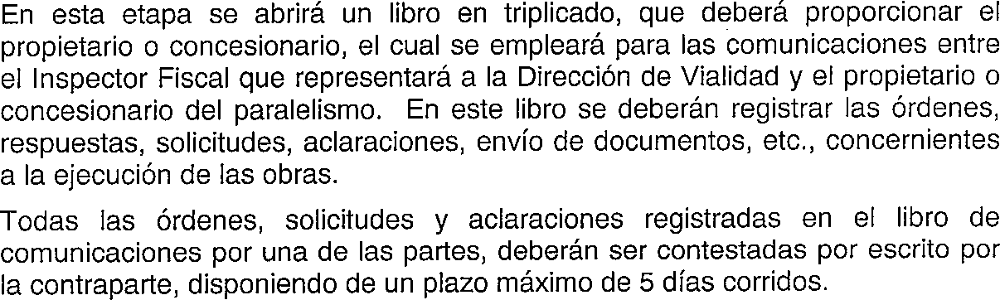 En esta etapa se abrirá un libro en triplicado, que deberá proporcionar el
propietario o concesionario, el cual se empleará para las comunicaciones entre
el Inspector Fiscal que representará a la Dirección de Vialidad y el propietario o
concesionario del paralelismo. En este libro se deberán registrar las órdenes,
respuestas, solicitudes, aclaraciones, envío de documentos, etc., concernientes
a la ejecución de las obras.
Todas las órdenes, solicitudes y aclaraciones registradas en el libro de
comunicaciones por una de las partes, deberán ser contestadas por escrito por
la contraparte, disponiendo de un plazo máximo de 5 días corridos.